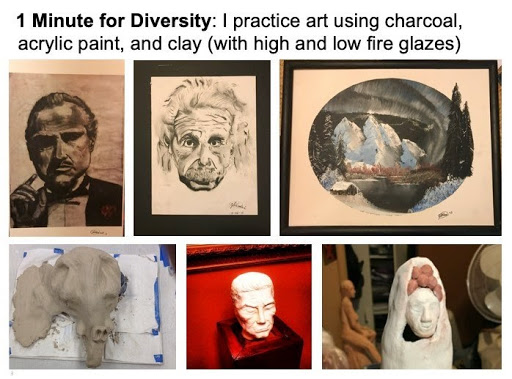 1 Minute for Diversity: I practice art using charcoal,
acrylic paint, and clay (with high and low fire glazes)